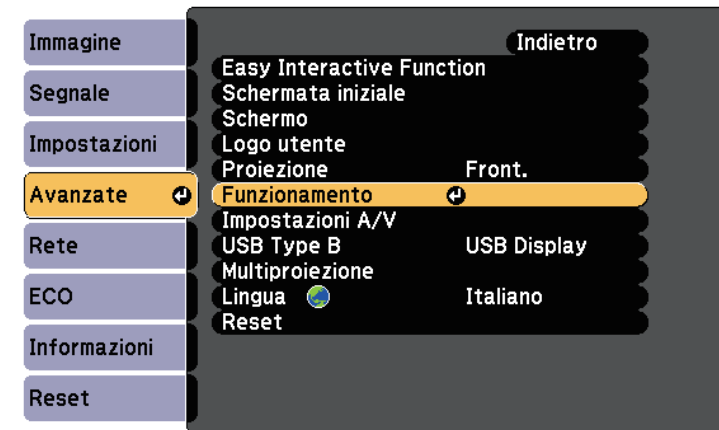 Immagine
Segnale
Impostazioni
Avanzate
Rete
ECO
Informazioni
Reset
Indietro
Easy Interactive Function
Schermata iniziale
Schermo
Logo utente
Proiezione Front.
Funzionamento
Impostazioni A/V
USB Type B USB Display
Multiproiezione
Lingua Italiano
Reset